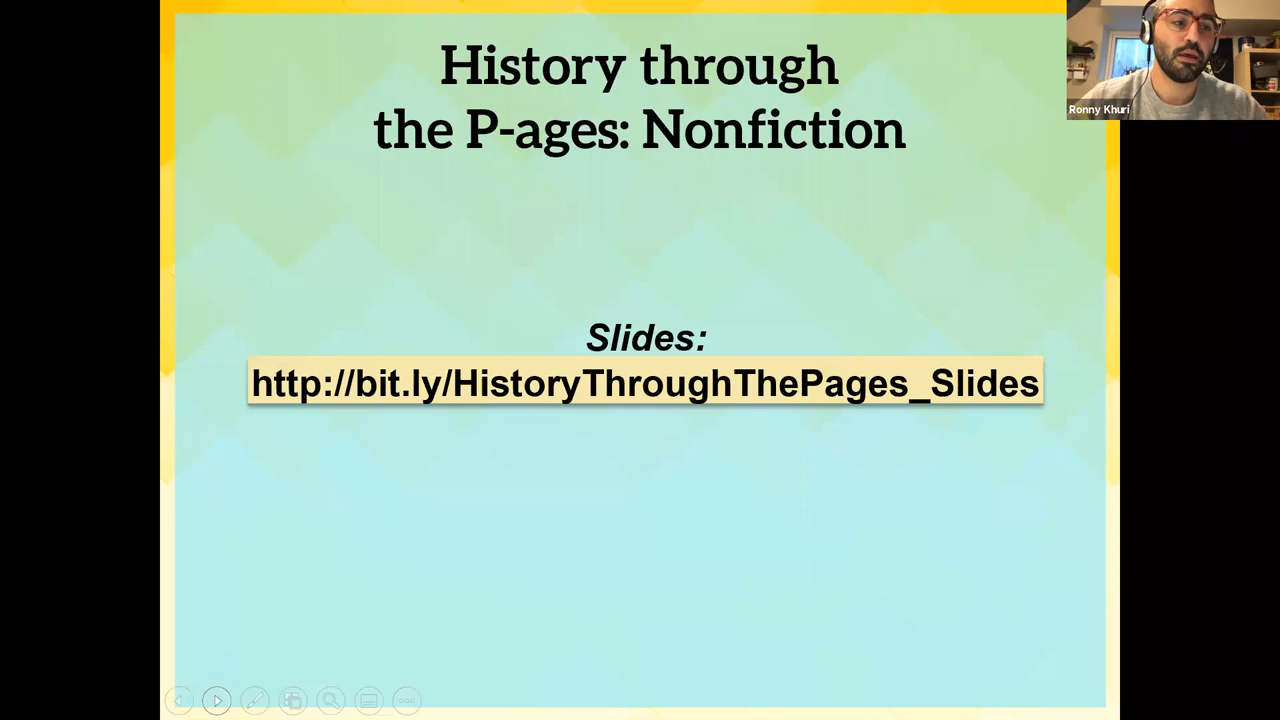 History through
the P-ages: Nonfiction
Slides:
http://bit.ly/HistoryThroughThePages_Slides
Ronny Khuri